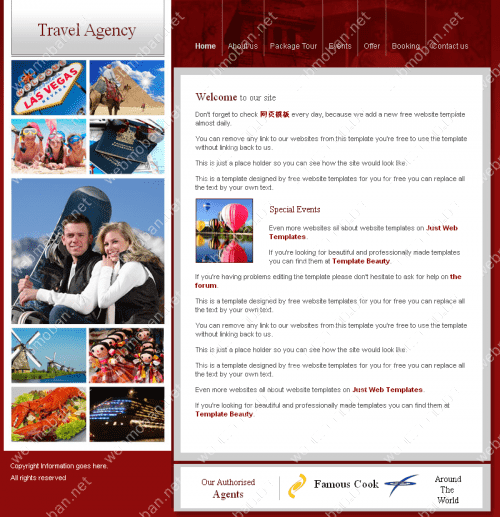 Travel Agency
Home
About us
Package Tour
Events
Offer
Booking
Contact us
LAS VEGAS
Welcome to our site
Don't forget to check 网页模板 every day, because we add a new free website template
almost daily.
You can remove any link to our websites from this template you're free to use the template
without linking back to us.
This is just a place holder so you can see how the site would look like.
This is a template designed by free website templates for you for free you can replace all
the text by your own text.
Special Events
Even more websites all about website templates on Just Web
Templates.
If you're looking for beautiful and professionally made templates
you can find them at Template Beauty.
If you're having problems editing the template please don't hesitate to ask for help on the
forum.
This is a template designed by free website templates for you for free you can replace all
the text by your own text.
You can remove any link to our websites from this template you're free to use the template
without linking back to us.
This is just a place holder so you can see how the site would look like.
This is a template designed by free website templates for you for free you can replace all
the text by your own text.
Even more websites all about website templates on Just Web Templates.
If you're looking for beautiful and professionally made templates you can find them at
Template Beauty.
Copyright Information goes here.
All rights reserved
Our Authorised
Agents
Famous Cook
Around
The
World
webmoban.net